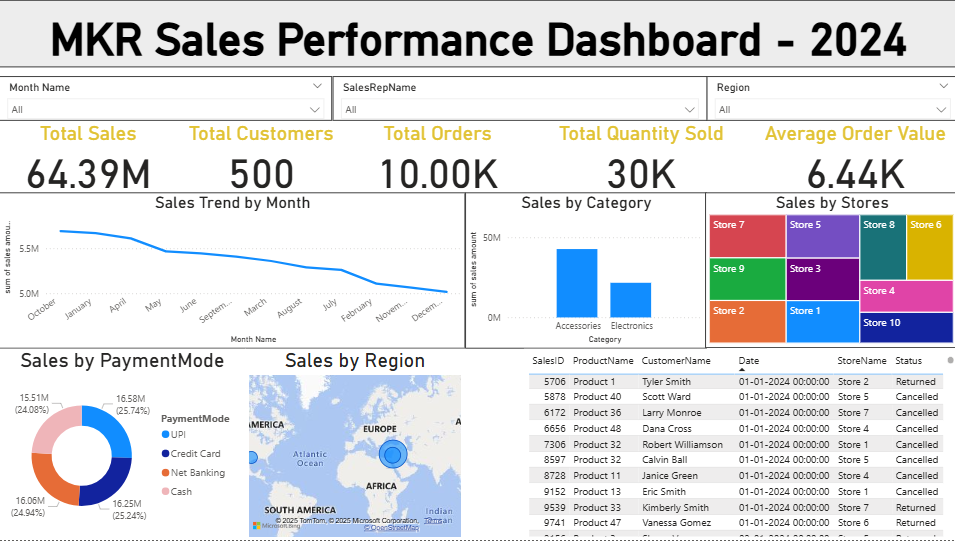 MKR Sales Performance Dashboard - 2024
Month Name
All
SalesRepName
All
Region
All
Total Sales
64.39M
Total Customers
500
Total Orders
10.00K
Total Quantity Sold
30K
Average Order Value
6.44K
Sales Trend by Month
sum of sales amou...
5.5M
5.0M
October
January
April
May
June
Septem...
March
August
July
February
Novem...
Decem...
Month Name
Sales by Category
sum of sales amount
50M
0M
Accessories
Electronics
Category
Sales by Stores
Store 7
Store 5
Store 8
Store 6
Store 9
Store 3
Store 4
Store 2
Store 1
Store 10
Sales by PaymentMode
15.51M
(24.08%)
16.58M
(25.74%)
16.06M
(24.94%)
16.25M
(25.24%)
PaymentMode
UPI
Credit Card
Net Banking
Cash
Sales by Region
AMERICA
EUROPE
A
Atlantic
Ocean
AFRICA
SOUTH AMERICA
Indian
Microsoft Bing
© 2025 TomTom, © 2025 Microsoft Corporation, Terms
© OpenStreetMap
SalesID ProductName CustomerName Date StoreName Status
5706 Product 1 Tyler Smith 01-01-2024 00:00:00 Store 2 Returned
5878 Product 40 Scott Ward 01-01-2024 00:00:00 Store 5 Cancelled
6172 Product 36 Larry Monroe 01-01-2024 00:00:00 Store 7 Returned
6656 Product 48 Dana Cross 01-01-2024 00:00:00 Store 4 Cancelled
7306 Product 32 Robert Williamson 01-01-2024 00:00:00 Store 1 Cancelled
8597 Product 32 Calvin Ball 01-01-2024 00:00:00 Store 5 Cancelled
8728 Product 11 Janice Green 01-01-2024 00:00:00 Store 4 Cancelled
9152 Product 13 Eric Smith 01-01-2024 00:00:00 Store 1 Cancelled
9539 Product 33 Kimberly Smith 01-01-2024 00:00:00 Store 7 Returned
9741 Product 47 Vanessa Gomez 01-01-2024 00:00:00 Store 6 Returned